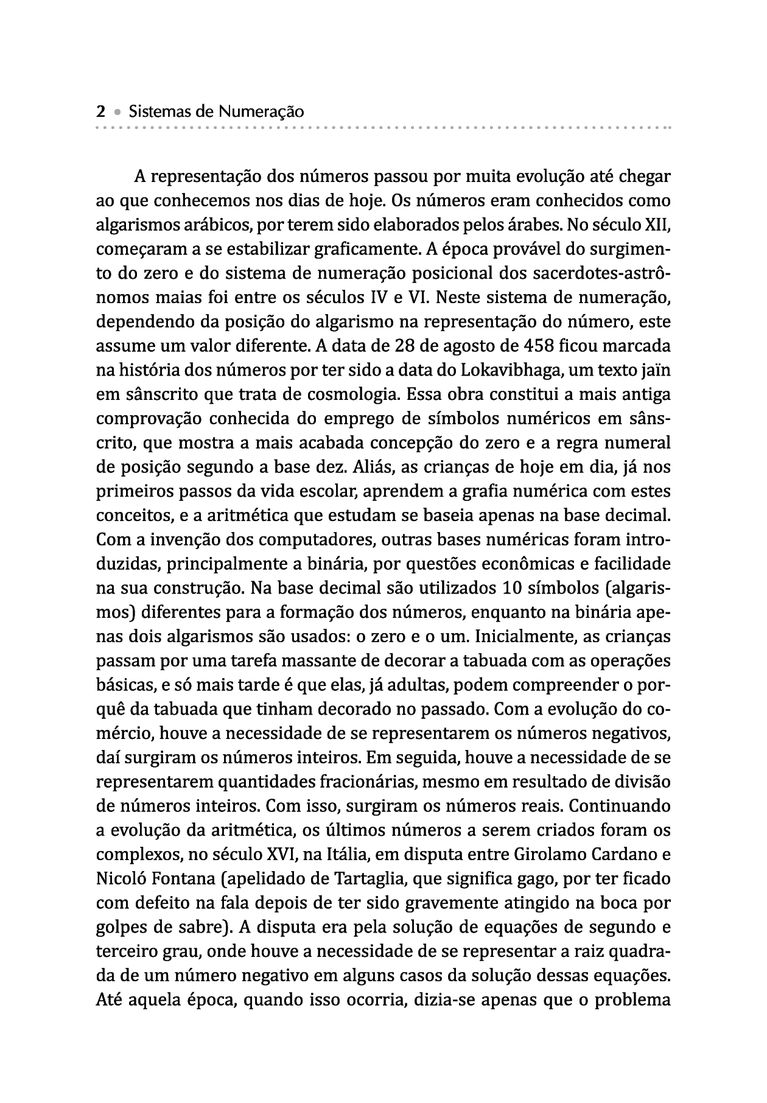 2 • Sistemas de Numeração
A representação dos números passou por muita evolução até chegar
ao que conhecemos nos dias de hoje. Os números eram conhecidos como
algarismos arábicos, por terem sido elaborados pelos árabes. No século XII,
começaram a se estabilizar graficamente. A época provável do surgimen-
to do zero e do sistema de numeração posicional dos sacerdotes-astrô-
nomos maias foi entre os séculos IV e VI. Neste sistema de numeração,
dependendo da posição do algarismo na representação do número, este
assume um valor diferente. A data de 28 de agosto de 458 ficou marcada
na história dos números por ter sido a data do Lokavibhaga, um texto jaïn
em sânscrito que trata de cosmologia. Essa obra constitui a mais antiga
comprovação conhecida do emprego de símbolos numéricos em sâns-
crito, que mostra a mais acabada concepção do zero e a regra numeral
de posição segundo a base dez. Aliás, as crianças de hoje em dia, já nos
primeiros passos da vida escolar, aprendem a grafia numérica com estes
conceitos, e a aritmética que estudam se baseia apenas na base decimal.
Com a invenção dos computadores, outras bases numéricas foram intro-
duzidas, principalmente a binária, por questões econômicas e facilidade
na sua construção. Na base decimal são utilizados 10 símbolos (algaris-
mos) diferentes para a formação dos números, enquanto na binária ape-
nas dois algarismos são usados: o zero e o um. Inicialmente, as crianças
passam por uma tarefa massante de decorar a tabuada com as operações
básicas, e só mais tarde é que elas, já adultas, podem compreender o por-
quê da tabuada que tinham decorado no passado. Com a evolução do co-
mércio, houve a necessidade de se representarem os números negativos,
daí surgiram os números inteiros. Em seguida, houve a necessidade de se
representarem quantidades fracionárias, mesmo em resultado de divisão
de números inteiros. Com isso, surgiram os números reais. Continuando
a evolução da aritmética, os últimos números a serem criados foram os
complexos, no século XVI, na Itália, em disputa entre Girolamo Cardano e
Nicoló Fontana (apelidado de Tartaglia, que significa gago, por ter ficado
com defeito na fala depois de ter sido gravemente atingido na boca por
golpes de sabre). A disputa era pela solução de equações de segundo e
terceiro grau, onde houve a necessidade de se representar a raiz quadra-
da de um número negativo em alguns casos da solução dessas equações.
Até aquela época, quando isso ocorria, dizia-se apenas que o problema